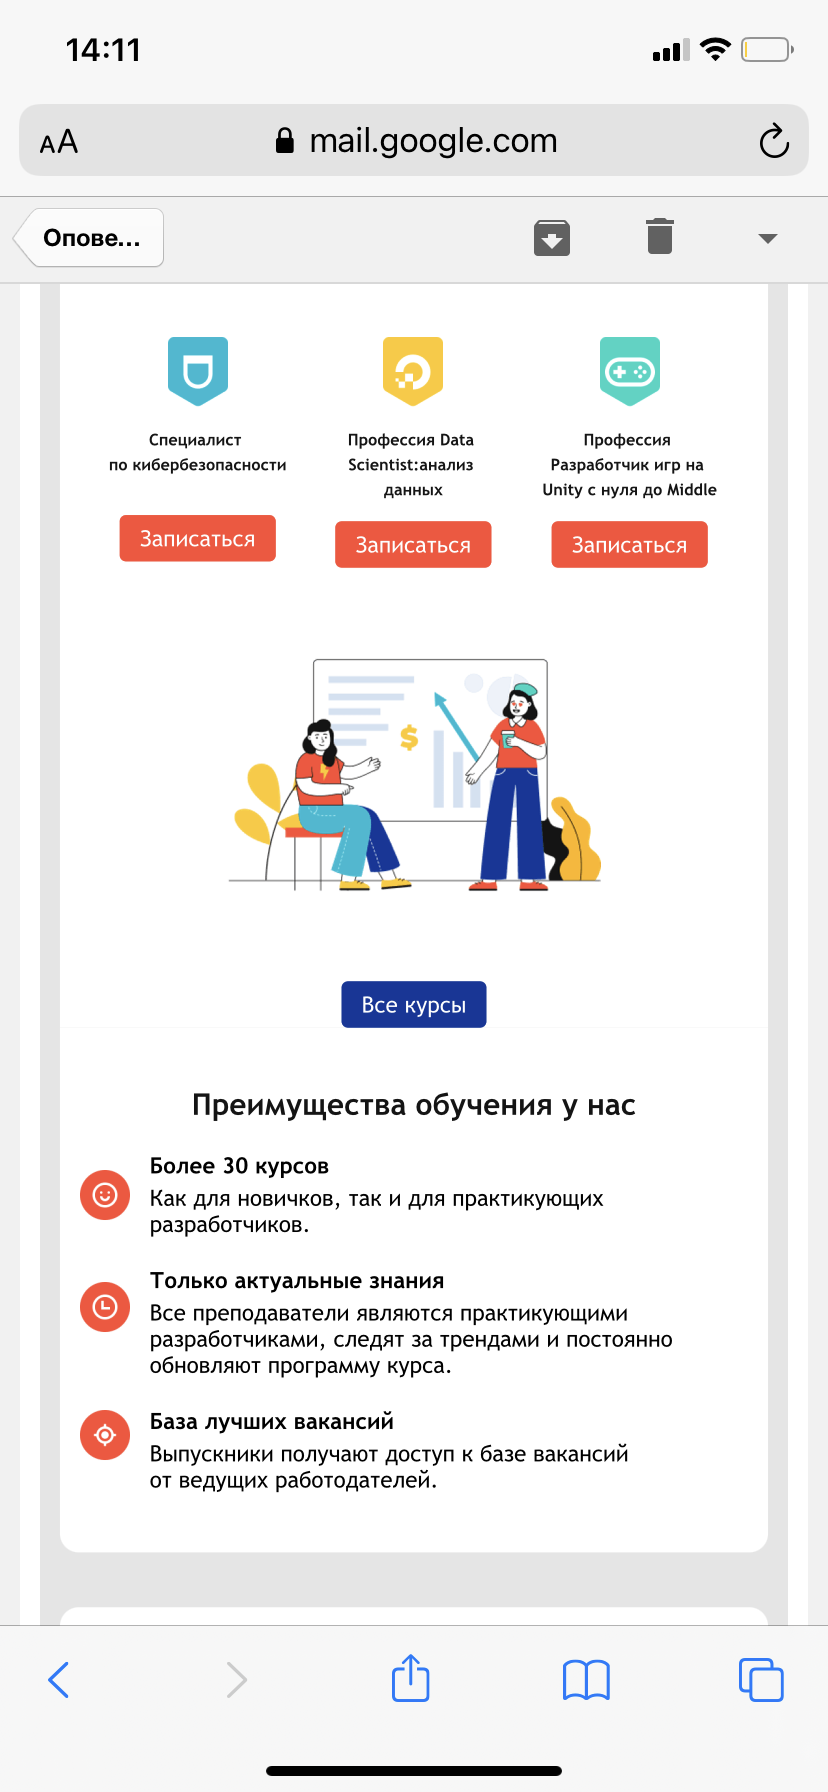 14:11
AA mail.google.com
Опове...
Специалист
по кибербезопасности
Записаться
Профессия Data
Scientist:анализ
данных
Записаться
Профессия
Разработчик игр на
Unity с нуля до Middle
Записаться
$
Все курсы
Преимущества обучения у нас
Более 30 курсов
Как для новичков, так и для практикующих
разработчиков.
Только актуальные знания
Все преподаватели являются практикующими
разработчиками, следят за трендами и постоянно
обновляют программу курса.
База лучших вакансий
Выпускники получают доступ к базе вакансий
от ведущих работодателей.